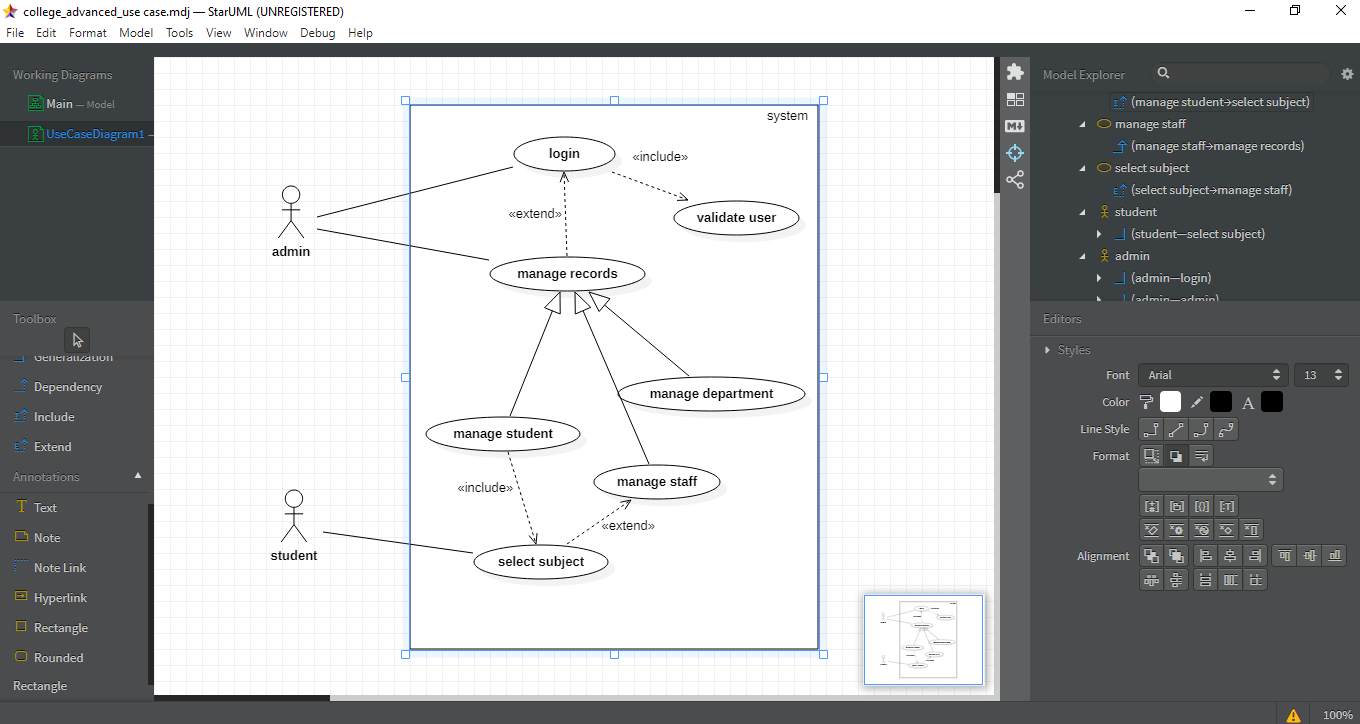 college_advanced_use case.mdj — StarUML (UNREGISTERED)
File Edit Format Model Tools View Window Debug Help
Working Diagrams
Main — Model
UseCaseDiagram1 –
Toolbox
Generalization
Dependency
Include
Extend
Annotations
Text
Note
Note Link
Hyperlink
Rectangle
Rounded
Rectangle
system
login
«include»
validate user
«extend»
admin
manage records
manage department
manage student
manage staff
«include»
«extend»
student
select subject
Model Explorer
(manage student→select subject)
manage staff
(manage staff→manage records)
select subject
(select subject→manage staff)
student
(student—select subject)
admin
(admin—login)
(admin—admin)
Editors
Styles
Font Arial 13
Color A
Line Style
Format
Alignment
100%